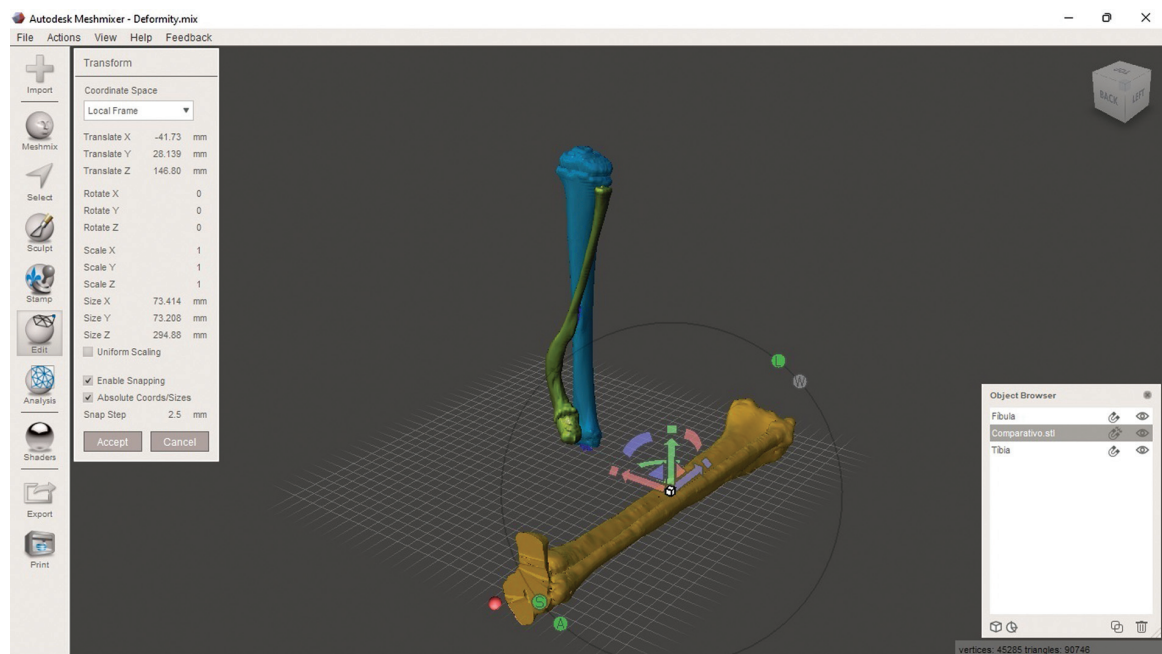 Autodesk Meshmixer - Deformity.mix
File Actions View Help Feedback
Import
Meshmix
Select
Sculpt
Stamp
Edit
Analysis
Shaders
Export
Print
Transform
Coordinate Space
Local Frame
Translate X -41.73 mm
Translate Y 28.139 mm
Translate Z 146.80 mm
Rotate X 0
Rotate Y 0
Rotate Z 0
Scale X 1
Scale Y 1
Scale Z 1
Size X 73.414 mm
Size Y 73.208 mm
Size Z 294.88 mm
Uniform Scaling
Enable Snapping
Absolute Coords/Sizes
Snap Step 2.5 mm
Accept Cancel
TOP
BACK LEFT
L
W
S
A
Object Browser
Fibula
Comparativo.stl
Tibia
vertices: 45285 triangles: 90746